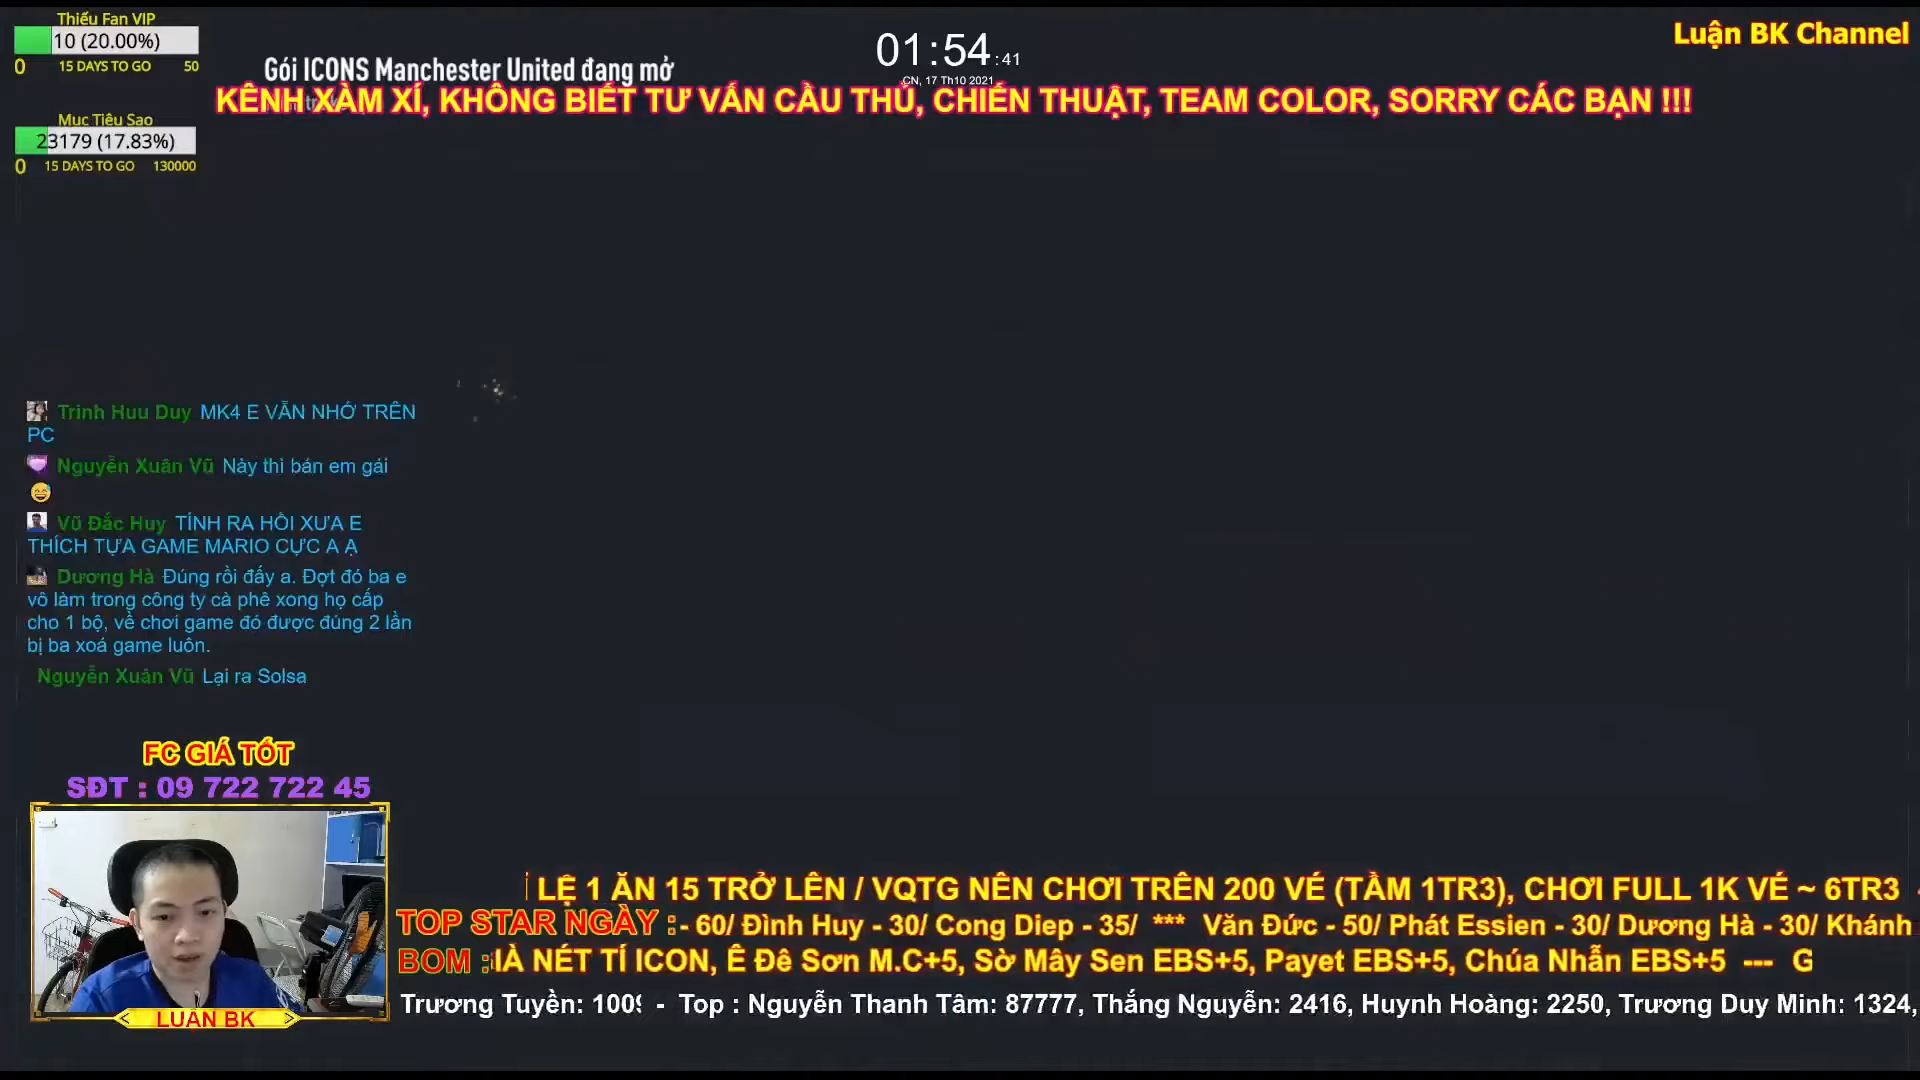 Thiếu Fan VIP
10 (20.00%)
0 15 DAYS TO GO 50
Mục Tiêu Sao
23179 (17.83%)
0 15 DAYS TO GO 130000
Gói ICONS Manchester United đang mở
01:54:41
CN, 17 Th10 2021
Luận BK Channel
KÊNH XÀM XÍ, KHÔNG BIẾT TƯ VẤN CẦU THỦ, CHIẾN THUẬT, TEAM COLOR, SORRY CÁC BẠN !!!
Trinh Huu Duy MK4 E VẪN NHỚ TRÊN
PC
Nguyễn Xuân Vũ Này thì bán em gái
😅
Vũ Đắc Huy TÍNH RA HỒI XƯA E
THÍCH TỰA GAME MARIO CỰC A Ạ
Dương Hà Đúng rồi đấy a. Đợt đó ba e
vô làm trong công ty cà phê xong họ cấp
cho 1 bộ, về chơi game đó được đúng 2 lần
bị ba xoá game luôn.
Nguyễn Xuân Vũ Lại ra Solsa
FC GIÁ TỐT
SĐT : 09 722 722 45
LUẬN BK
LỆ 1 ĂN 15 TRỞ LÊN / VQTG NÊN CHƠI TRÊN 200 VÉ (TẦM 1TR3), CHƠI FULL 1K VÉ ~ 6TR3
TOP STAR NGÀY : - 60/ Đình Huy - 30/ Cong Diep - 35/ *** Văn Đức - 50/ Phát Essien - 30/ Dương Hà - 30/ Khánh
BOM : NÉT TÍ ICON, Ê Đê Sơn M.C+5, Sờ Mây Sen EBS+5, Payet EBS+5, Chúa Nhẫn EBS+5 --- G
Trương Tuyền: 100 - Top : Nguyễn Thanh Tâm: 87777, Thắng Nguyễn: 2416, Huynh Hoàng: 2250, Trương Duy Minh: 1324,